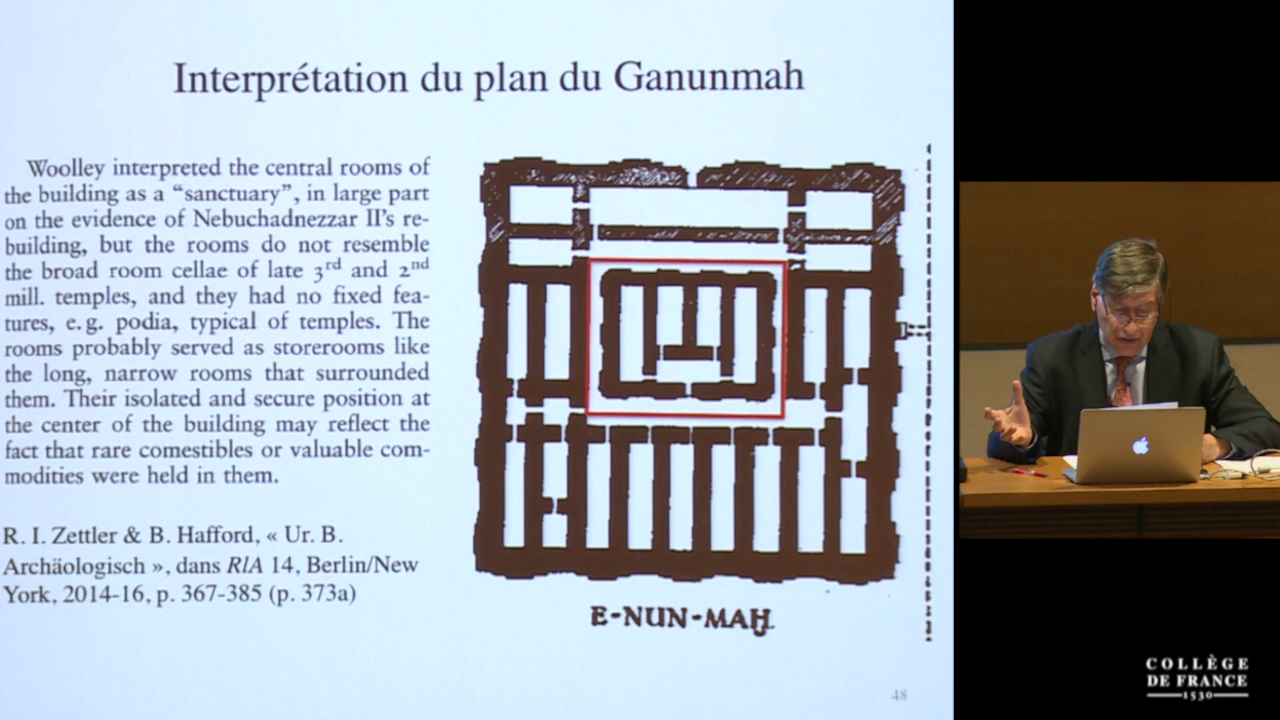 Interprétation du plan du Ganunmah
Woolley interpreted the central rooms of
the building as a “sanctuary”, in large part
on the evidence of Nebuchadnezzar II’s re-
building, but the rooms do not resemble
the broad room cellae of late 3rd and 2nd
mill. temples, and they had no fixed fea-
tures, e. g. podia, typical of temples. The
rooms probably served as storerooms like
the long, narrow rooms that surrounded
them. Their isolated and secure position at
the center of the building may reflect the
fact that rare comestibles or valuable com-
modities were held in them.
R. I. Zettler & B. Hafford, « Ur. B.
Archäologisch », dans RlA 14, Berlin/New
York, 2014-16, p. 367-385 (p. 373a)
E-NUN-MAḪ.
48
COLLÈGE
DE FRANCE
1530